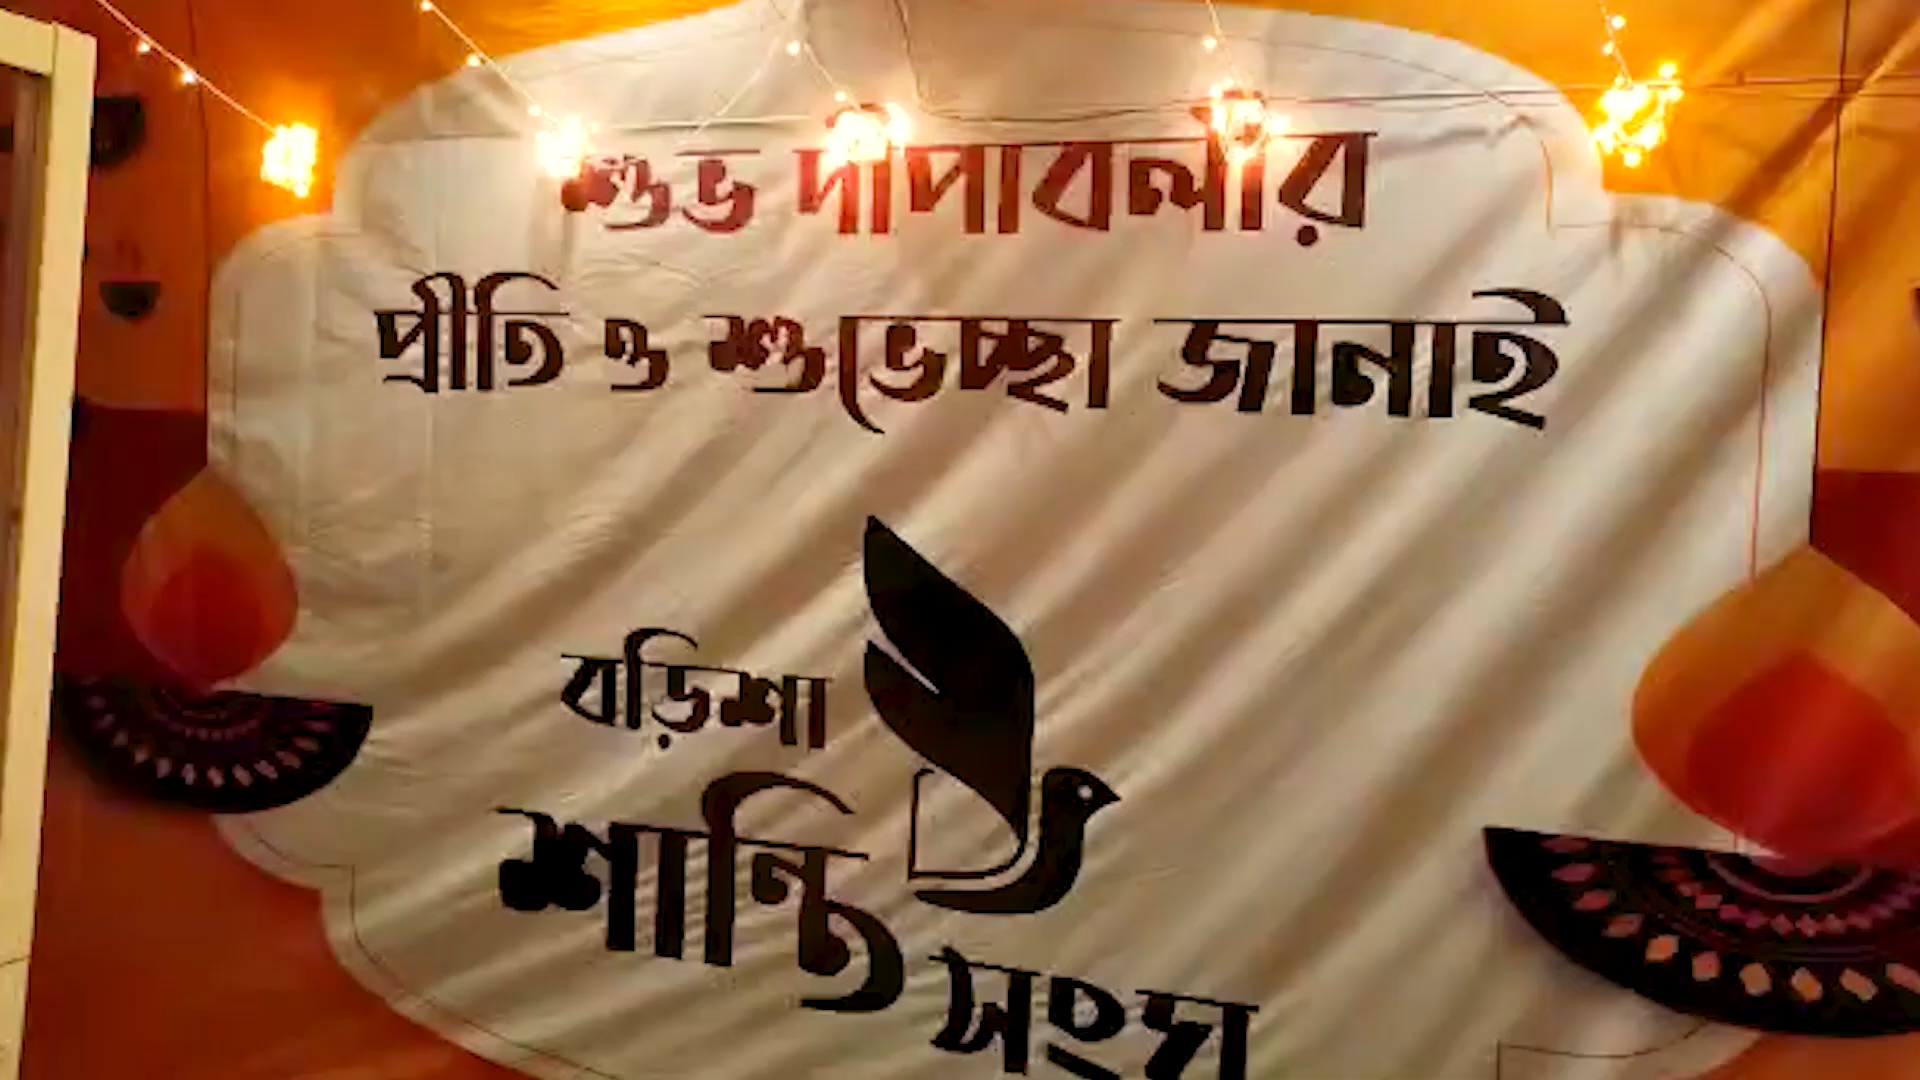 শুভ দীপাবলীর
প্রীতি ও শুভেচ্ছা জানাই
বড়িশা
শান্তি
সংঘ